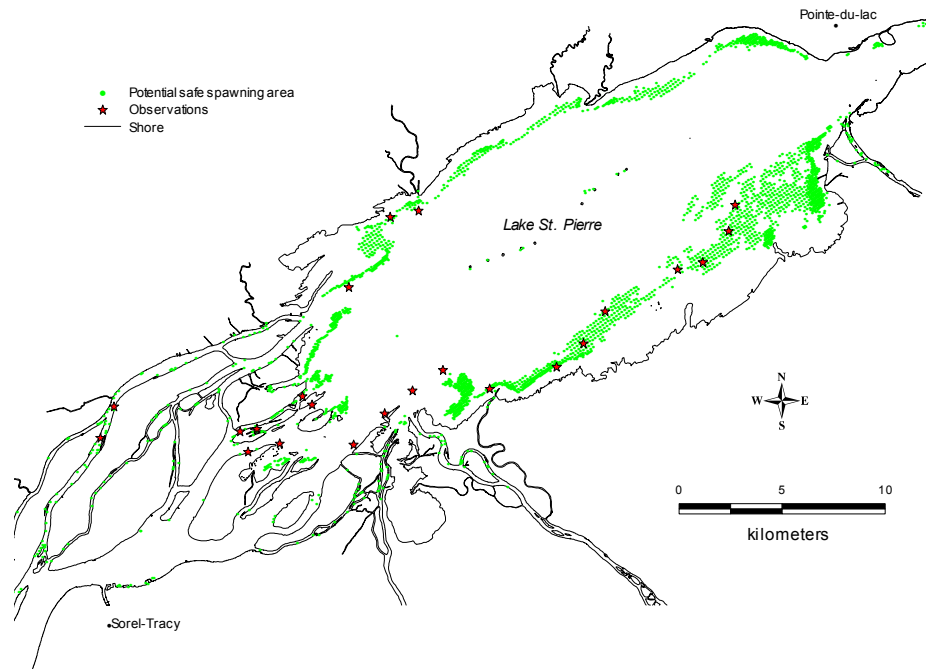 Pointe-du-lac
Potential safe spawning area
Observations
Shore
Lake St. Pierre
N
W E
S
0 5 10
kilometers
Sorel-Tracy